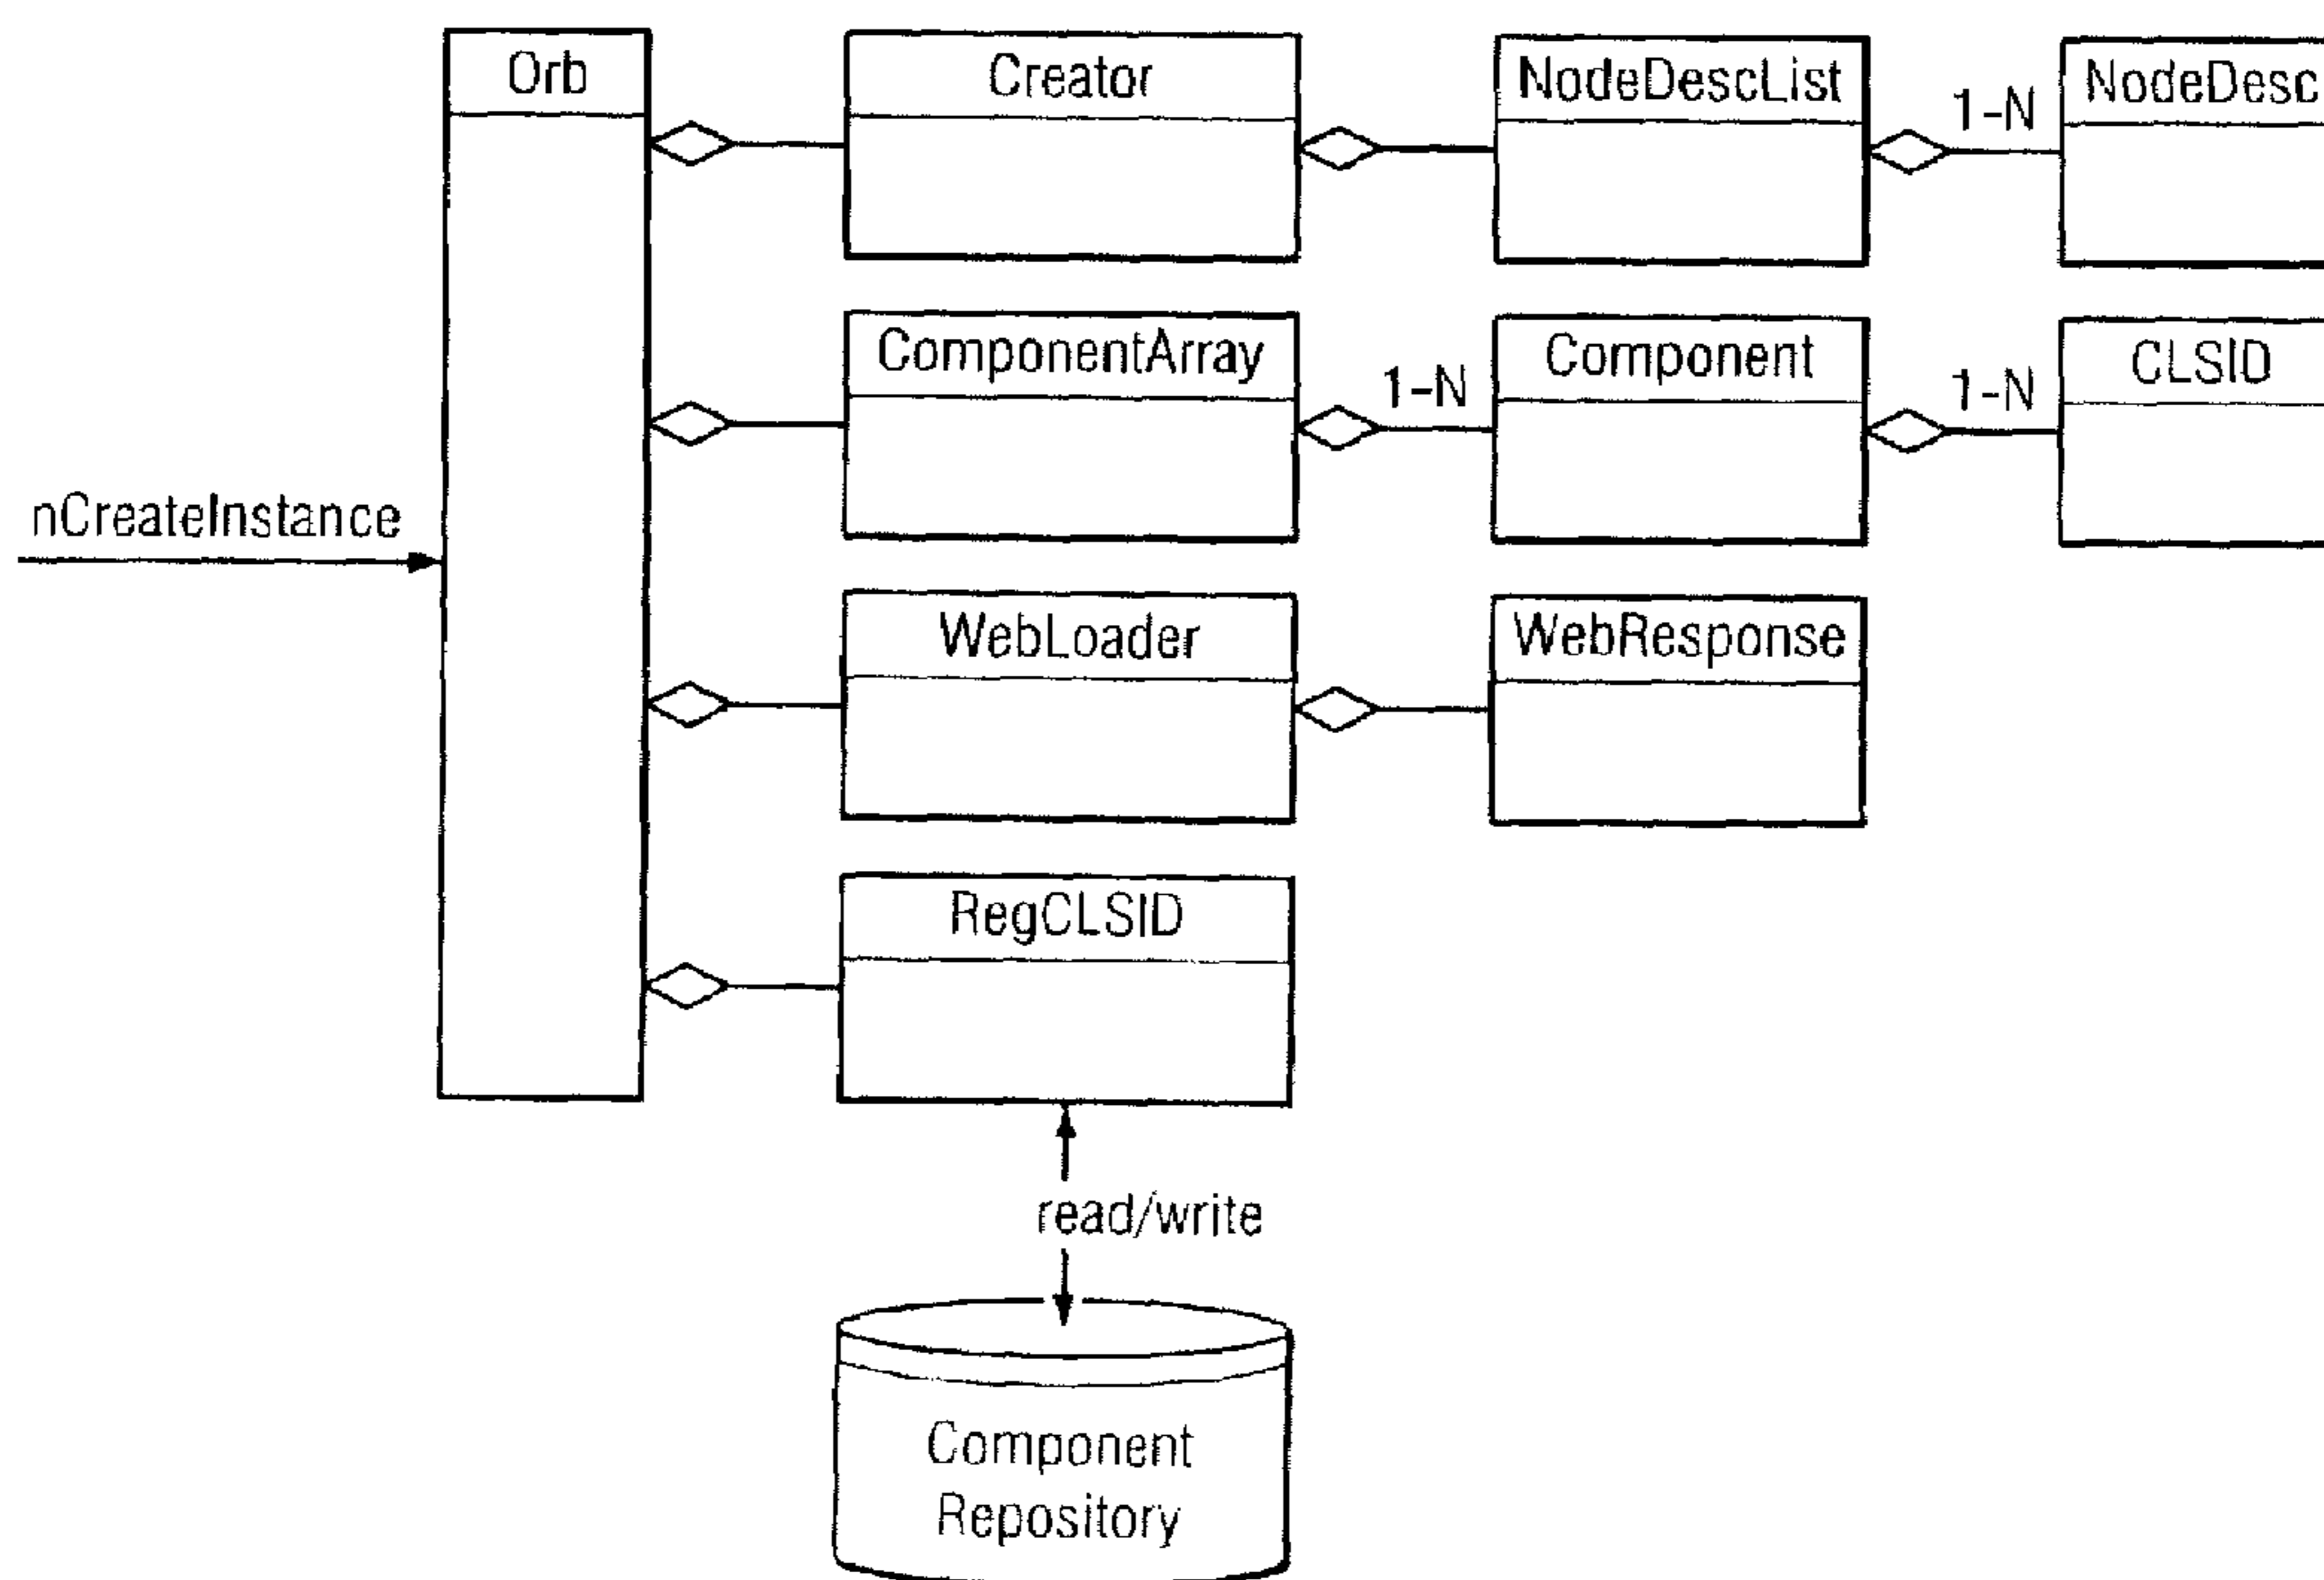 Orb
Creator
NodeDescList
1-N
NodeDesc
ComponentArray
1-N
Component
1-N
CLSID
nCreateInstance
WebLoader
WebResponse
RegCLSID
read/write
Component
Repository